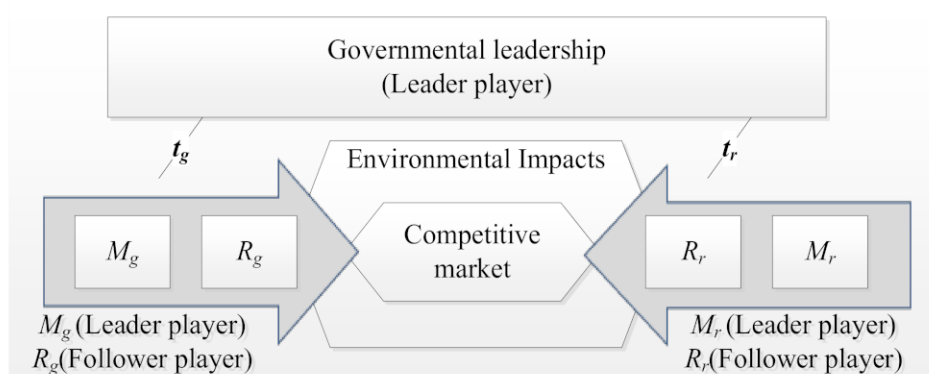 Governmental leadership
(Leader player)
t_g
t_r
Environmental Impacts
M_g
R_g
Competitive
market
R_r
M_r
M_g (Leader player)
R_g(Follower player)
M_r (Leader player)
R_r(Follower player)